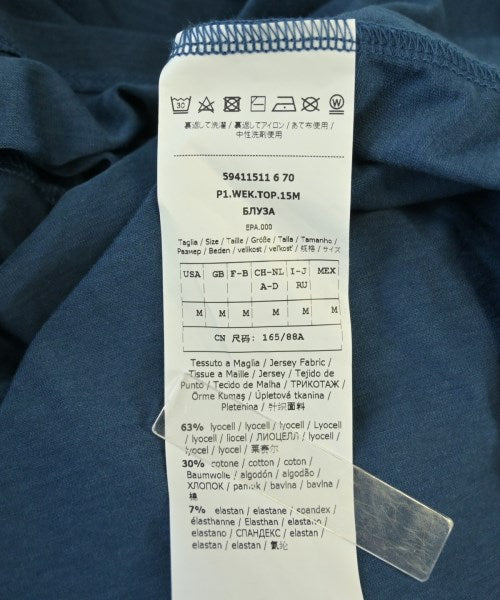 30
裏返して洗濯 / 裏返してアイロン / あて布使用 /
中性洗剤使用
59411511 6 70
P1.WEK.TOP.15M
БЛУЗА
EPA.000
Taglia / Size / Taille / Größe / Talla / Tamanho /
Размер / Beden / velikost / veľkosť / 规格 / サイズ
USA GB F-B CH-NL I-J MEX
A-D RU
M M M M M M
CN 尺码: 165/88A
Tessuto a Maglia / Jersey Fabric /
Tissue a Maille / Jersey / Tejido de
Punto / Tecido de Malha / ТРИКОТАЖ /
Örme Kumaş / Úpletová tkanina /
Pletenina / 针织面料
63% lyocell / lyocell / lyocell / Lyocell
/ lyocell / liocel / ЛИОЦЕЛЛ / lyocell
/ lyocell / lyocell / 莱赛尔
30% cotone / cotton / coton /
Baumwolle / algodón / algodão /
ХЛОПОК / pamuk / bavlna / bavlna /
棉
7% elastan / elastane / spandex /
élasthanne / Elasthan / elastano /
elastano / СПАНДЕКС / elastan /
elastan / elastan / 氨纶